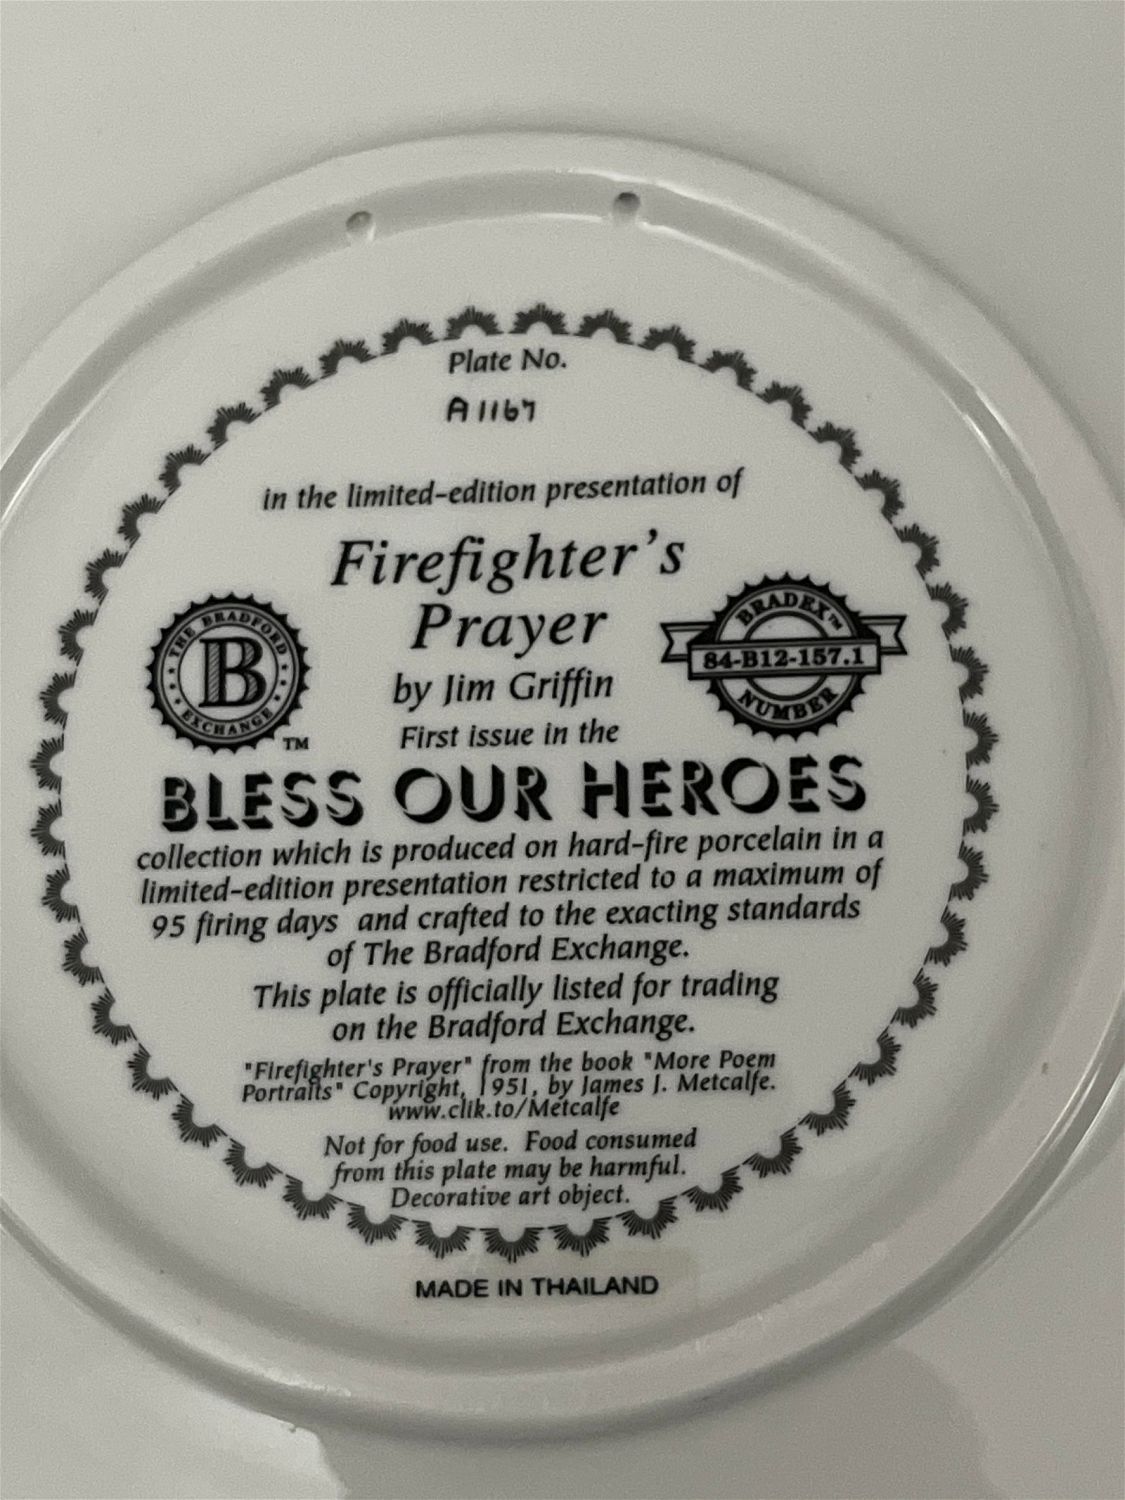 Plate No.
A1167
in the limited-edition presentation of
Firefighter's
Prayer
by Jim Griffin
First issue in the
THE BRADFORD
B
EXCHANGE
TM
BRADEX™
84-B12-157.1
NUMBER
BLESS OUR HEROES
collection which is produced on hard-fire porcelain in a
limited-edition presentation restricted to a maximum of
95 firing days and crafted to the exacting standards
of The Bradford Exchange.
This plate is officially listed for trading
on the Bradford Exchange.
"Firefighter's Prayer" from the book "More Poem
Portraits" Copyright, 1951, by James J. Metcalfe.
www.clik.to/Metcalfe
Not for food use. Food consumed
from this plate may be harmful.
Decorative art object.
MADE IN THAILAND